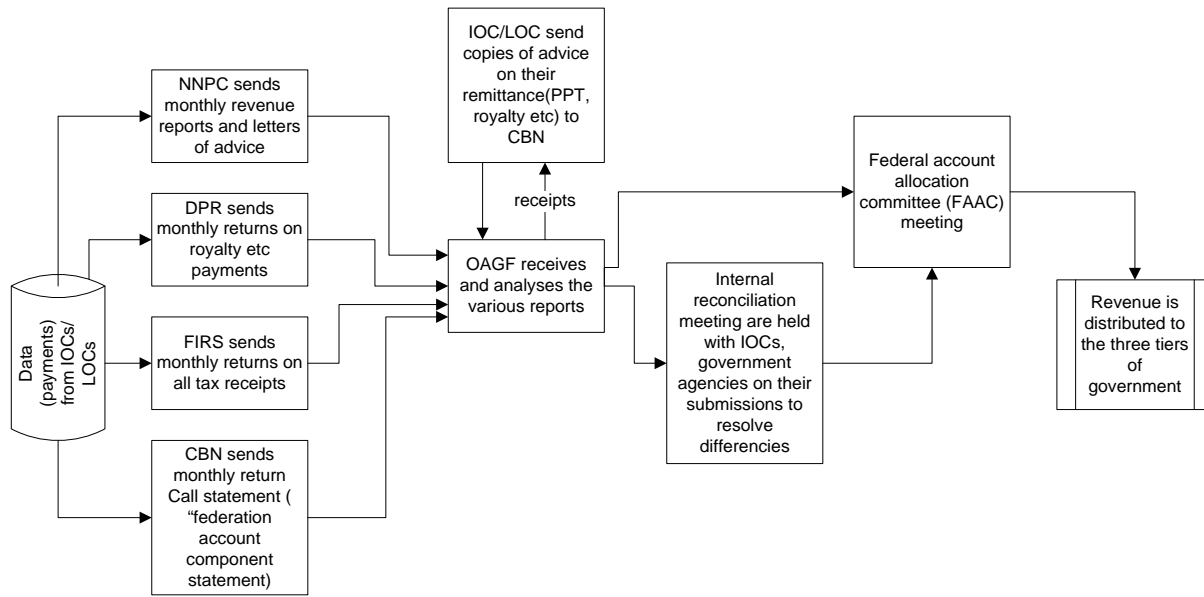 Data
(payments)
from IOCs/
LOCs
NNPC sends
monthly revenue
reports and letters
of advice
DPR sends
monthly returns on
royalty etc
payments
FIRS sends
monthly returns on
all tax receipts
CBN sends
monthly return
Call statement (
“federation
account
component
statement)
IOC/LOC send
copies of advice
on their
remittance(PPT,
royalty etc) to
CBN
receipts
OAGF receives
and analyses the
various reports
Internal
reconciliation
meeting are held
with IOCs,
government
agencies on their
submissions to
resolve
differencies
Federal account
allocation
committee (FAAC)
meeting
Revenue is
distributed to
the three tiers
of
government